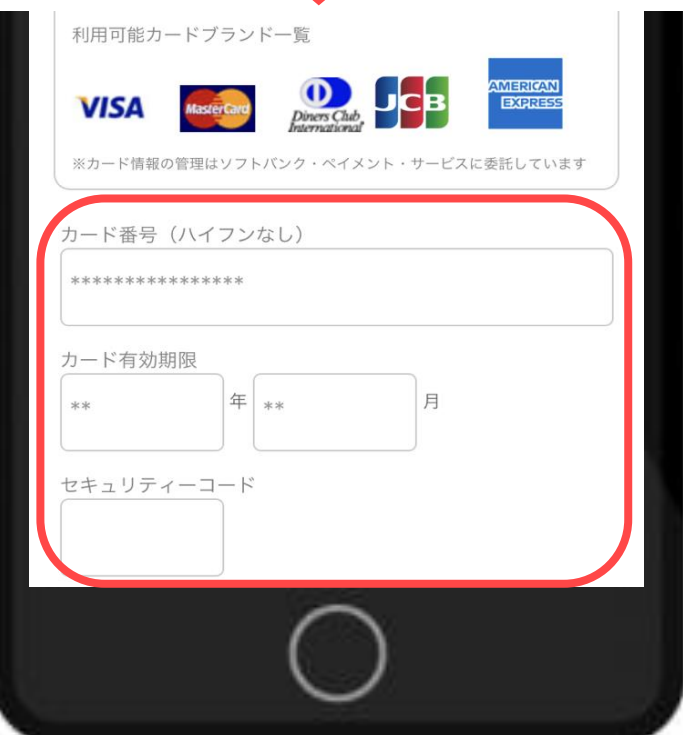 利用可能カードブランド一覧
VISA
MasterCard
Diners Club
International
JCB
AMERICAN
EXPRESS
※カード情報の管理はソフトバンク・ペイメント・サービスに委託しています
カード番号（ハイフンなし）
****************
カード有効期限
** 年 ** 月
セキュリティーコード